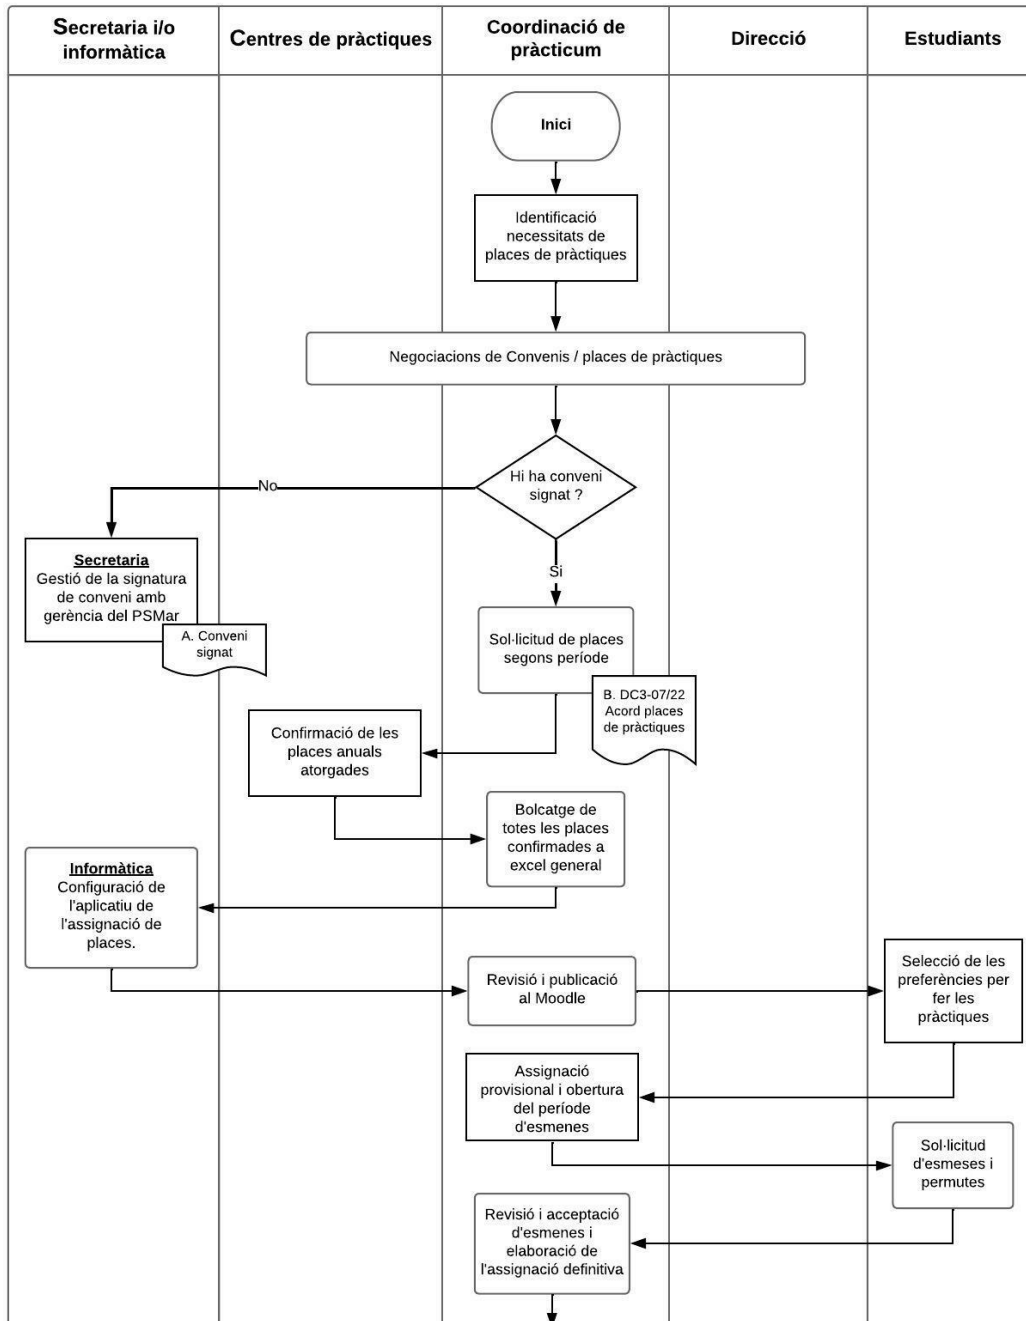 Secretaria i/o
informàtica
Centres de pràctiques
Coordinació de
pràcticum
Direcció
Estudiants
Inici
Identificació
necessitats de
places de pràctiques
Negociacions de Convenis / places de pràctiques
Hi ha conveni
signat ?
No
Si
Secretaria
Gestió de la signatura
de conveni amb
gerència del PSMar
A. Conveni
signat
Sol·licitud de places
segons període
B. DC3-07/22
Acord places
de pràctiques
Confirmació de les
places anuals
atorgades
Bolcatge de
totes les places
confirmades a
excel general
Informàtica
Configuració de
l'aplicatiu de
l'assignació de
places.
Revisió i publicació
al Moodle
Selecció de les
preferències per
fer les
pràctiques
Assignació
provisional i obertura
del període
d'esmenes
Sol·licitud
d'esmeses i
permutes
Revisió i acceptació
d'esmenes i
elaboració de
l'assignació definitiva